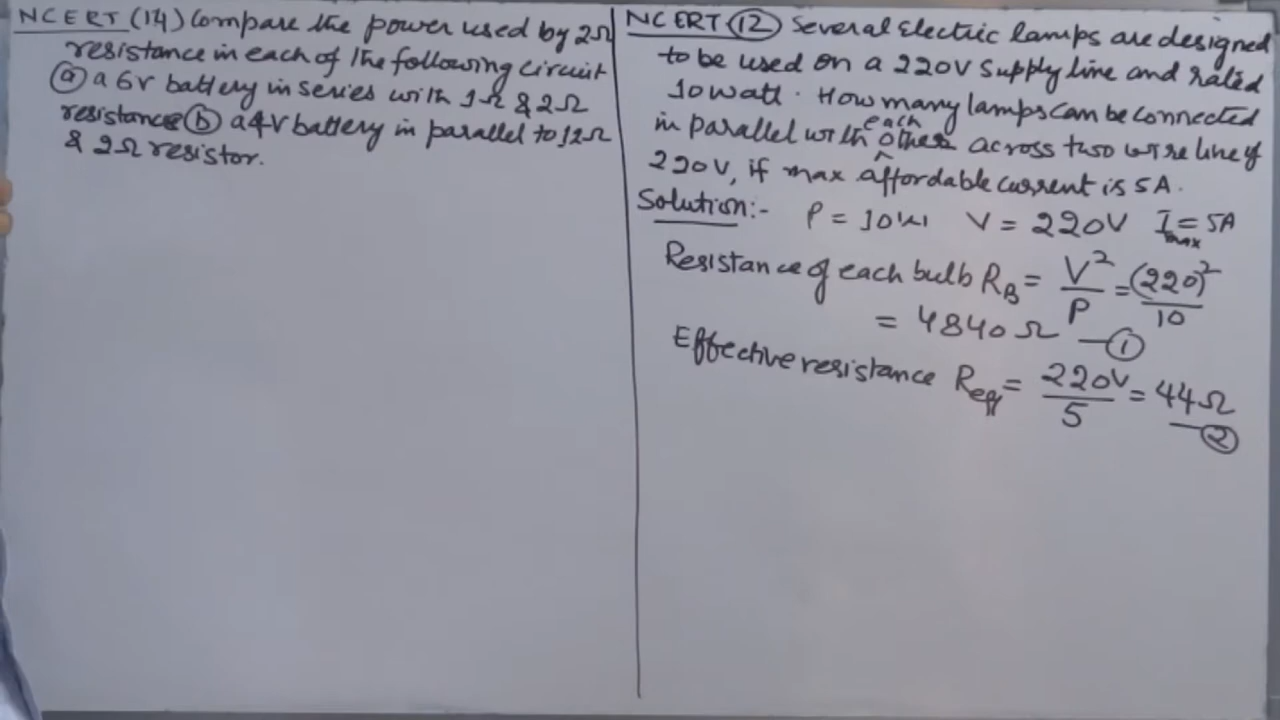 NCERT (14) Compare the power used by 2Ω
resistance in each of the following circuit
(a) a 6V battery in series with 1Ω & 2Ω
resistances (b) a 4V battery in parallel to 12Ω
& 2Ω resistor.
NCERT (12) Several electric lamps are designed
to be used on a 220V supply line and rated
10 watt. How many lamps can be connected
in parallel with each other across two wire line of
220V, if max affordable current is 5A.
Solution:- P = 10W V = 220V Imax = 5A
Resistance of each bulb R_B = V²/P = (220)²/10
= 4840Ω —(1)
Effective resistance Req = 220V/5 = 44Ω
—(2)